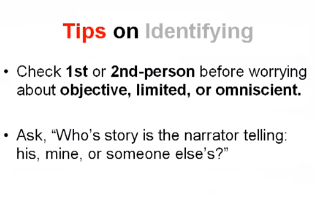 Tips on Identifying
• Check 1st or 2nd-person before worrying
about objective, limited, or omniscient.
• Ask, “Who’s story is the narrator telling:
his, mine, or someone else’s?”